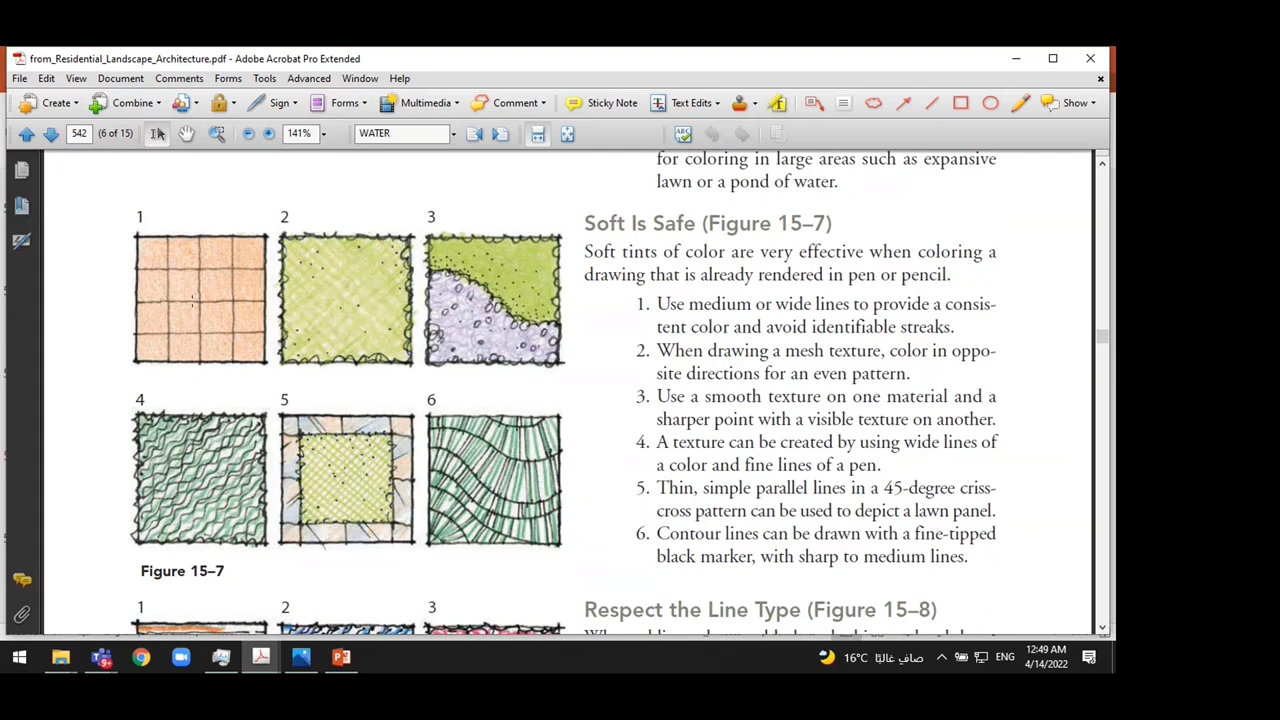 from_Residential_Landscape_Architecture.pdf - Adobe Acrobat Pro Extended
File Edit View Document Comments Forms Tools Advanced Window Help
Create Combine Sign Forms Multimedia Comment Sticky Note Text Edits Show
542 (6 of 15) 141% WATER
for coloring in large areas such as expansive
lawn or a pond of water.
1 2 3
Soft Is Safe (Figure 15–7)
Soft tints of color are very effective when coloring a
drawing that is already rendered in pen or pencil.
1. Use medium or wide lines to provide a consis-
tent color and avoid identifiable streaks.
2. When drawing a mesh texture, color in oppo-
site directions for an even pattern.
3. Use a smooth texture on one material and a
sharper point with a visible texture on another.
4. A texture can be created by using wide lines of
a color and fine lines of a pen.
5. Thin, simple parallel lines in a 45-degree criss-
cross pattern can be used to depict a lawn panel.
6. Contour lines can be drawn with a fine-tipped
black marker, with sharp to medium lines.
4 5 6
Figure 15–7
1 2 3
Respect the Line Type (Figure 15–8)
16°C صافٍ غالبًا ENG
12:49 AM
4/14/2022